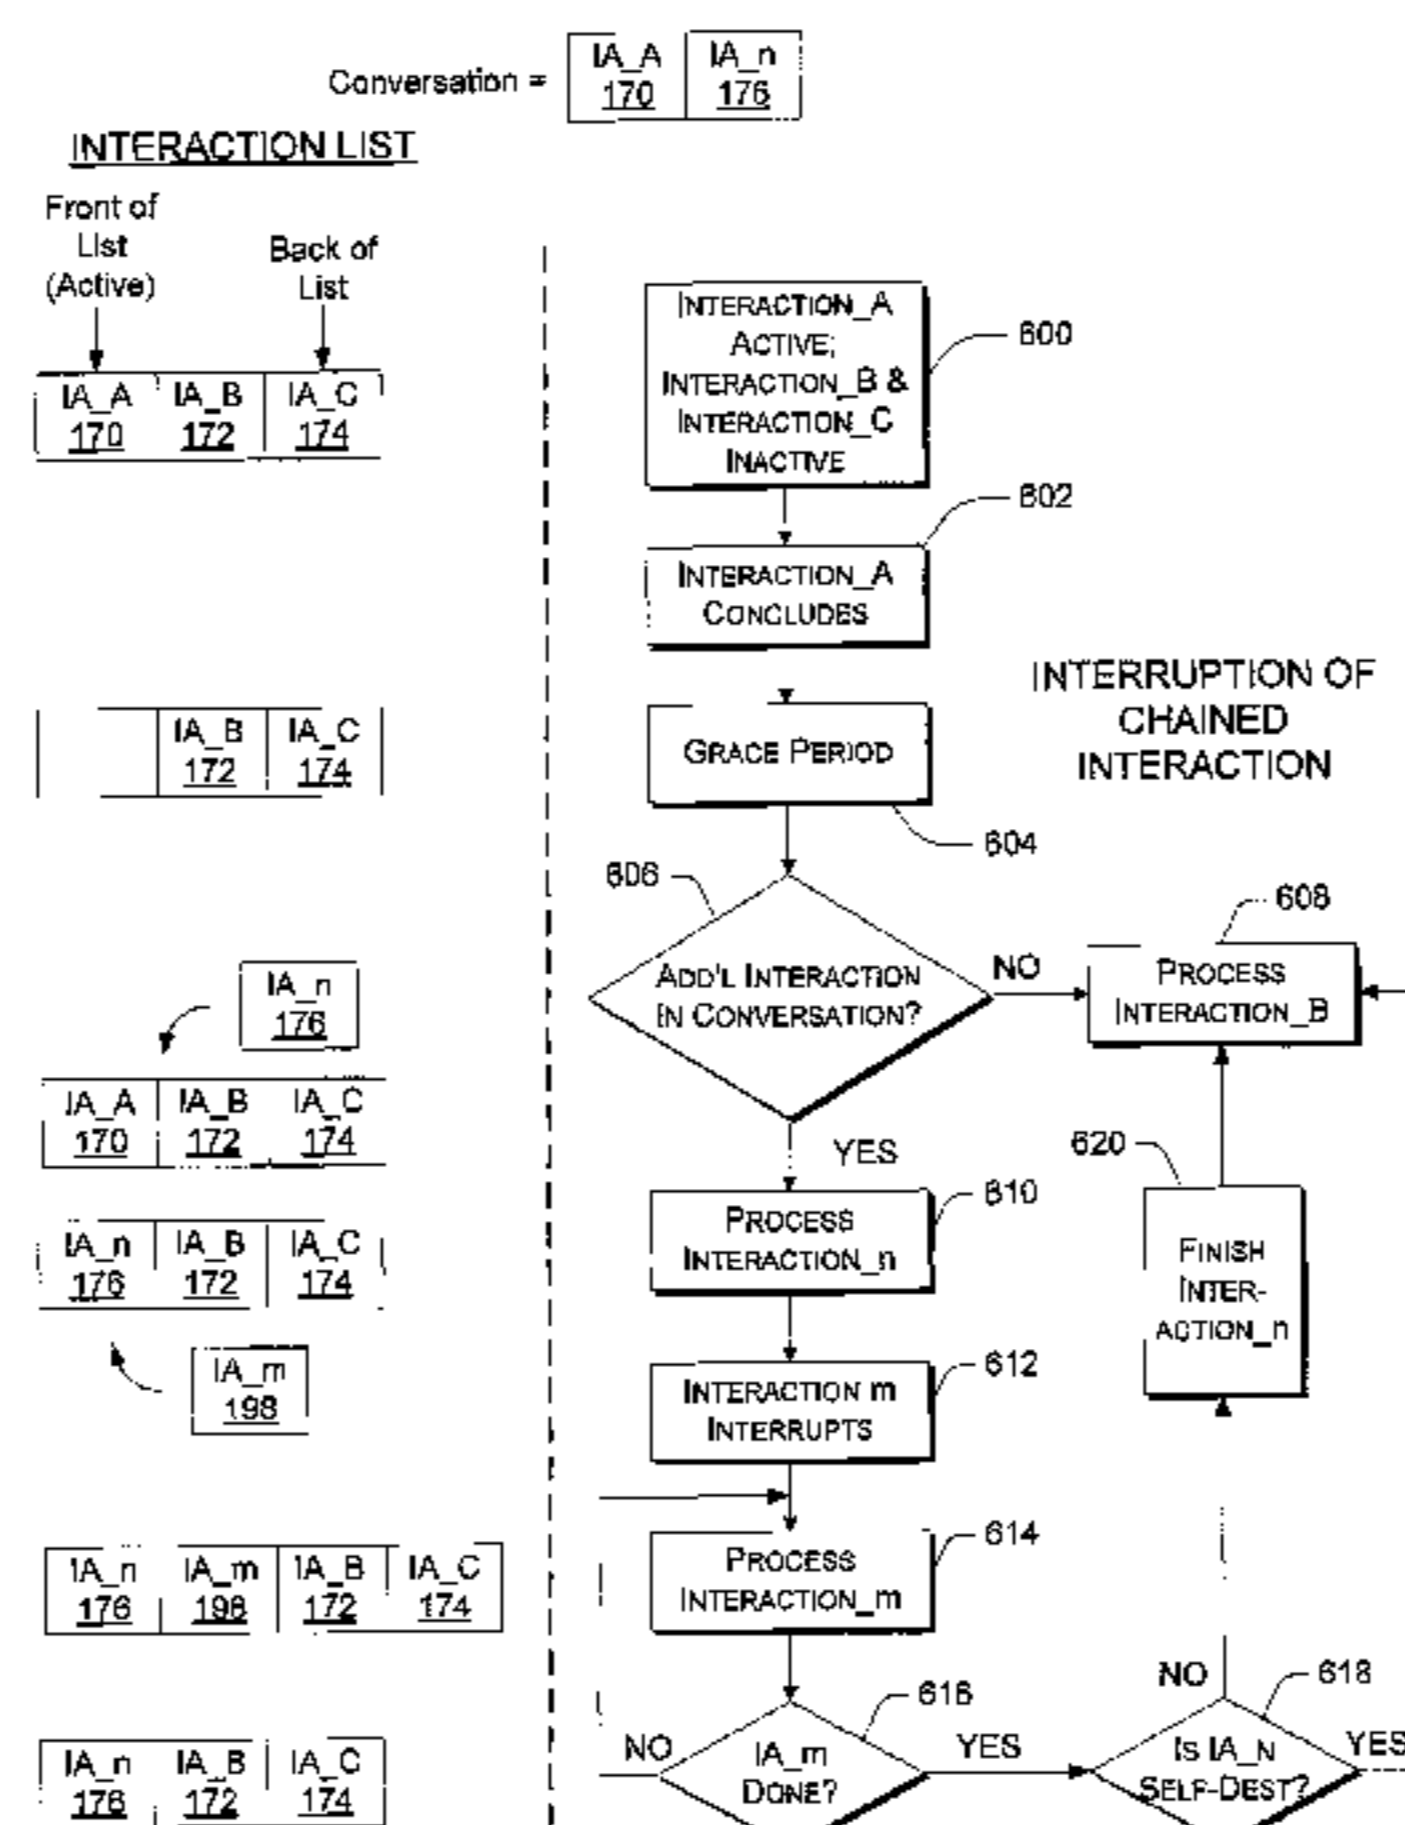 Conversation =
IA_A IA_n
170 176
INTERACTION LIST
Front of
List
(Active)
Back of
List
IA_A IA_B IA_C
170 172 174
INTERACTION_A
ACTIVE;
INTERACTION_B &
INTERACTION_C
INACTIVE
600
602
INTERACTION_A
CONCLUDES
INTERRUPTION OF
CHAINED
INTERACTION
IA_B IA_C
172 174
GRACE PERIOD
604
606
608
ADD'L INTERACTION
IN CONVERSATION?
NO
PROCESS
INTERACTION_B
IA_n
176
IA_A IA_B IA_C
170 172 174
YES
620
610
PROCESS
INTERACTION_n
IA_n IA_B IA_C
176 172 174
FINISH
INTER-
ACTION_n
IA_m
198
612
INTERACTION m
INTERRUPTS
614
PROCESS
INTERACTION_m
IA_n IA_m IA_B IA_C
176 198 172 174
NO
618
616
NO
IA_m
DONE?
YES
IS IA_N
SELF-DEST?
YES
IA_n IA_B IA_C
176 172 174